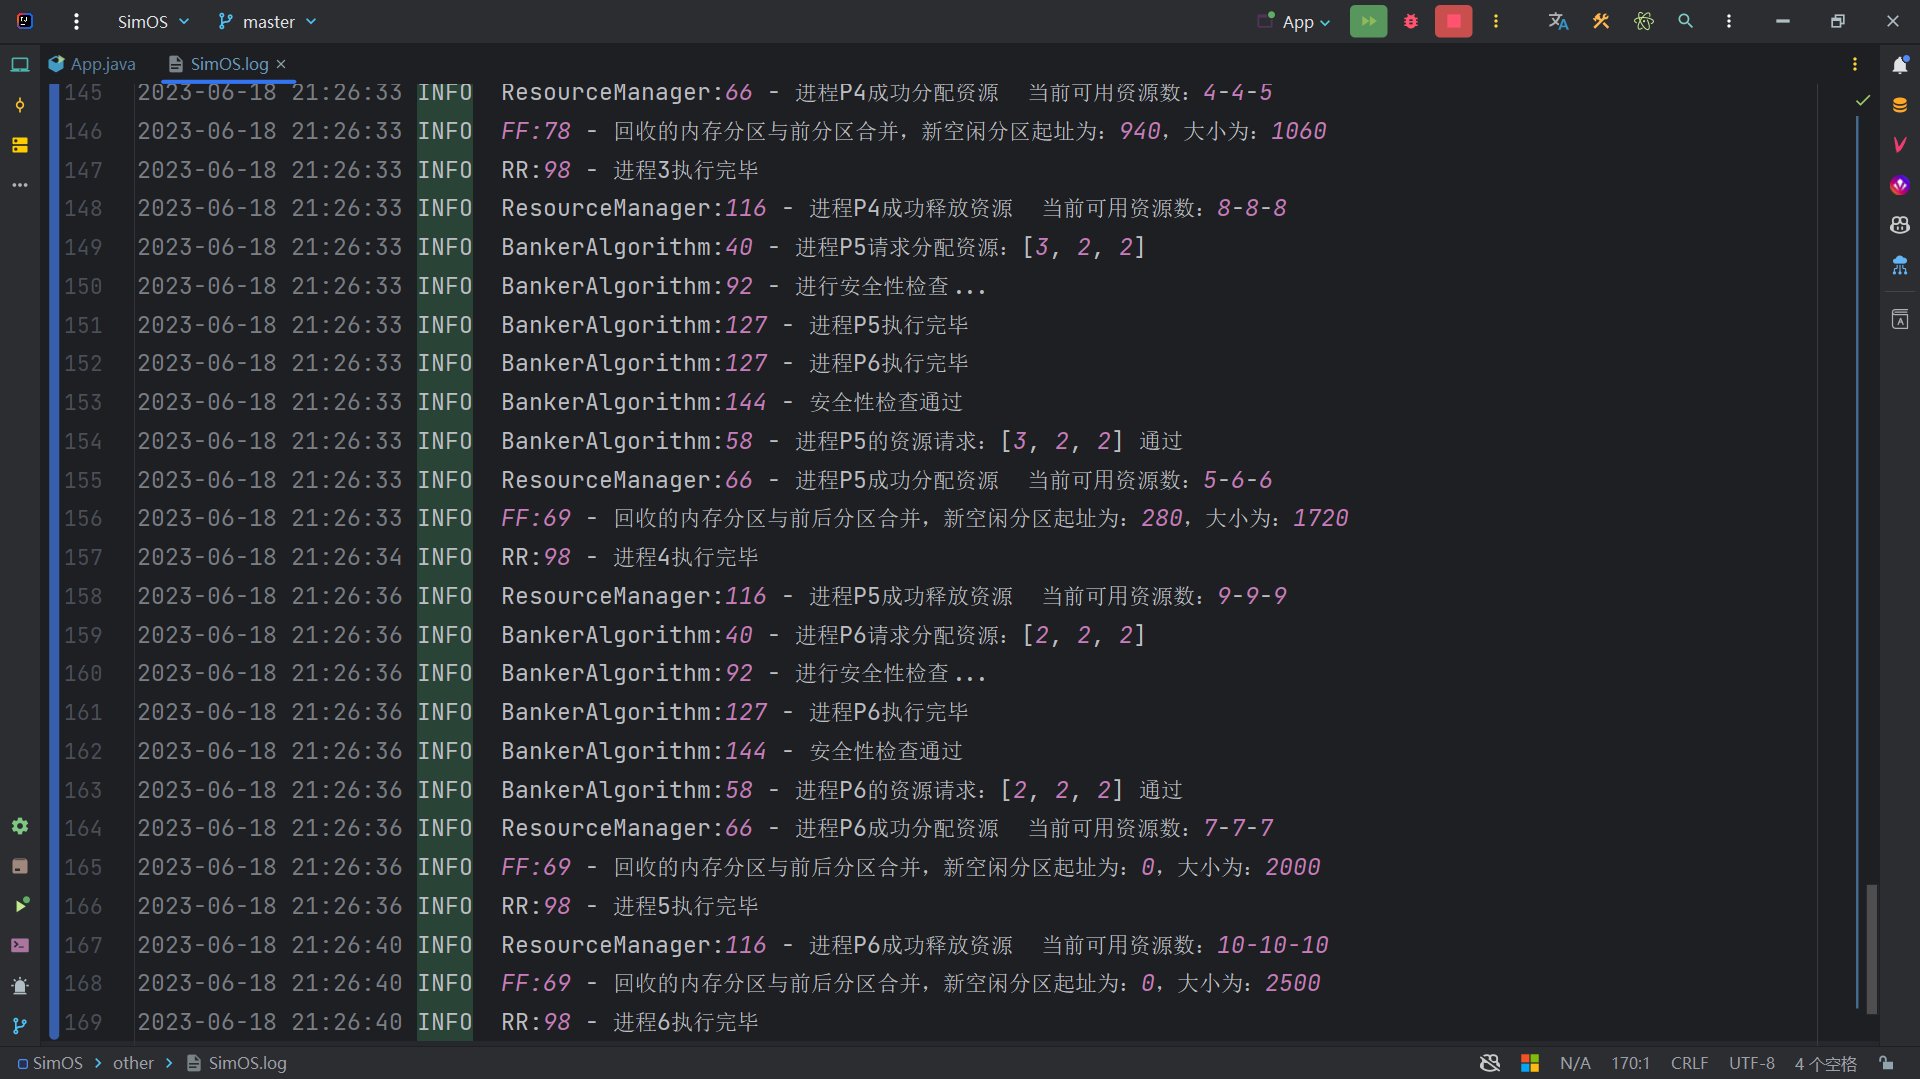 SimOS master App
App.java SimOS.log
145 2023-06-18 21:26:33 INFO ResourceManager:66 - 进程P4成功分配资源 当前可用资源数：4-4-5
146 2023-06-18 21:26:33 INFO FF:78 - 回收的内存分区与前分区合并，新空闲分区起址为：940，大小为：1060
147 2023-06-18 21:26:33 INFO RR:98 - 进程3执行完毕
148 2023-06-18 21:26:33 INFO ResourceManager:116 - 进程P4成功释放资源 当前可用资源数：8-8-8
149 2023-06-18 21:26:33 INFO BankerAlgorithm:40 - 进程P5请求分配资源：[3, 2, 2]
150 2023-06-18 21:26:33 INFO BankerAlgorithm:92 - 进行安全性检查...
151 2023-06-18 21:26:33 INFO BankerAlgorithm:127 - 进程P5执行完毕
152 2023-06-18 21:26:33 INFO BankerAlgorithm:127 - 进程P6执行完毕
153 2023-06-18 21:26:33 INFO BankerAlgorithm:144 - 安全性检查通过
154 2023-06-18 21:26:33 INFO BankerAlgorithm:58 - 进程P5的资源请求：[3, 2, 2] 通过
155 2023-06-18 21:26:33 INFO ResourceManager:66 - 进程P5成功分配资源 当前可用资源数：5-6-6
156 2023-06-18 21:26:33 INFO FF:69 - 回收的内存分区与前后分区合并，新空闲分区起址为：280，大小为：1720
157 2023-06-18 21:26:34 INFO RR:98 - 进程4执行完毕
158 2023-06-18 21:26:36 INFO ResourceManager:116 - 进程P5成功释放资源 当前可用资源数：9-9-9
159 2023-06-18 21:26:36 INFO BankerAlgorithm:40 - 进程P6请求分配资源：[2, 2, 2]
160 2023-06-18 21:26:36 INFO BankerAlgorithm:92 - 进行安全性检查...
161 2023-06-18 21:26:36 INFO BankerAlgorithm:127 - 进程P6执行完毕
162 2023-06-18 21:26:36 INFO BankerAlgorithm:144 - 安全性检查通过
163 2023-06-18 21:26:36 INFO BankerAlgorithm:58 - 进程P6的资源请求：[2, 2, 2] 通过
164 2023-06-18 21:26:36 INFO ResourceManager:66 - 进程P6成功分配资源 当前可用资源数：7-7-7
165 2023-06-18 21:26:36 INFO FF:69 - 回收的内存分区与前后分区合并，新空闲分区起址为：0，大小为：2000
166 2023-06-18 21:26:36 INFO RR:98 - 进程5执行完毕
167 2023-06-18 21:26:40 INFO ResourceManager:116 - 进程P6成功释放资源 当前可用资源数：10-10-10
168 2023-06-18 21:26:40 INFO FF:69 - 回收的内存分区与前后分区合并，新空闲分区起址为：0，大小为：2500
169 2023-06-18 21:26:40 INFO RR:98 - 进程6执行完毕
SimOS other SimOS.log N/A 170:1 CRLF UTF-8 4 个空格